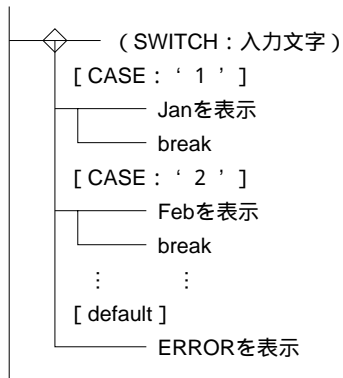 （SWITCH：入力文字）
[ CASE：‘１’]
Janを表示
break
[ CASE：‘２’]
Febを表示
break
⋮ ⋮
[ default ]
ERRORを表示